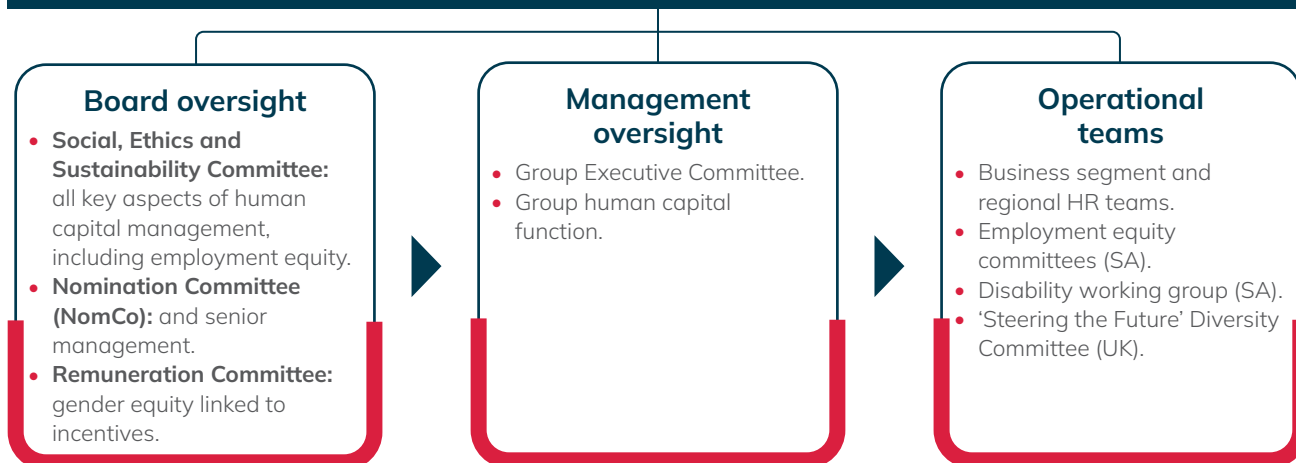 Board oversight
• Social, Ethics and
Sustainability Committee:
all key aspects of human
capital management,
including employment equity.
• Nomination Committee
(NomCo): and senior
management.
• Remuneration Committee:
gender equity linked to
incentives.
Management
oversight
• Group Executive Committee.
• Group human capital
function.
Operational
teams
• Business segment and
regional HR teams.
• Employment equity
committees (SA).
• Disability working group (SA).
• ‘Steering the Future’ Diversity
Committee (UK).